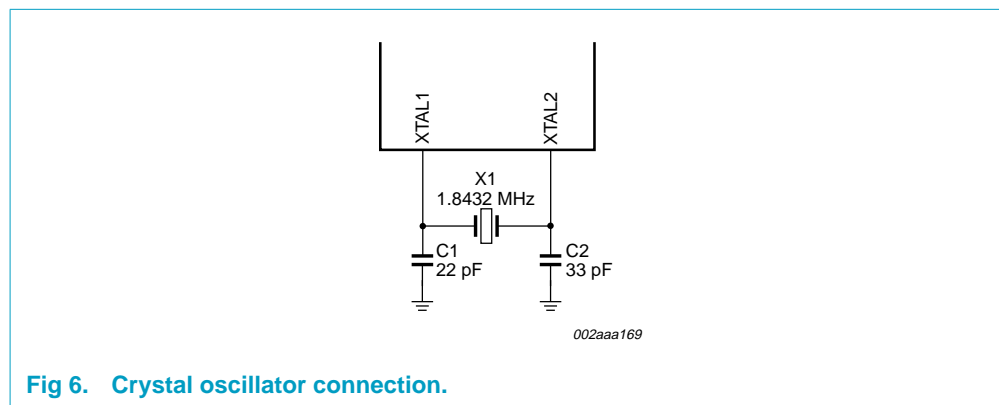 XTAL1
XTAL2
X1
1.8432 MHz
C1
22 pF
C2
33 pF
002aaa169
Fig 6. Crystal oscillator connection.